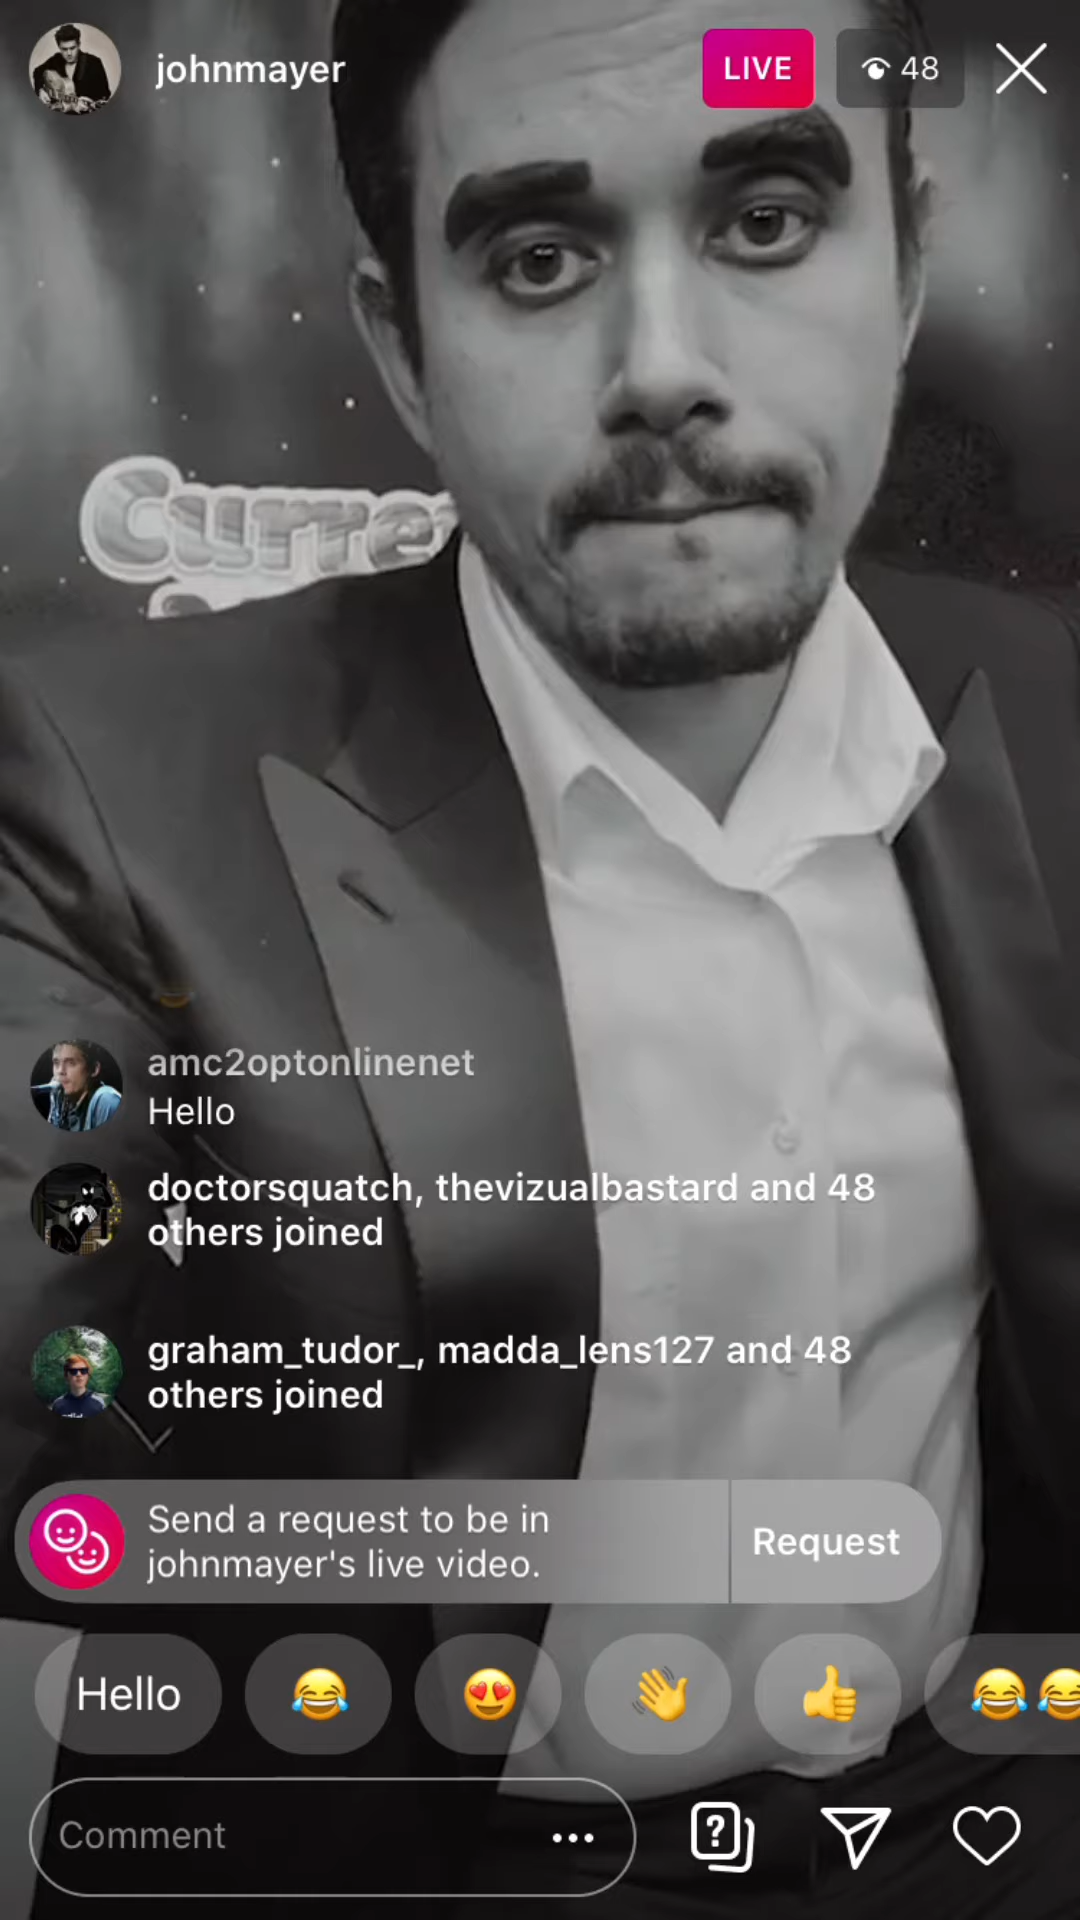 johnmayer
LIVE
48
Curre
amc2optonlinenet
Hello
doctorsquatch, thevizualbastard and 48
others joined
graham_tudor_, madda_lens127 and 48
others joined
Send a request to be in
johnmayer's live video.
Request
Hello
Comment